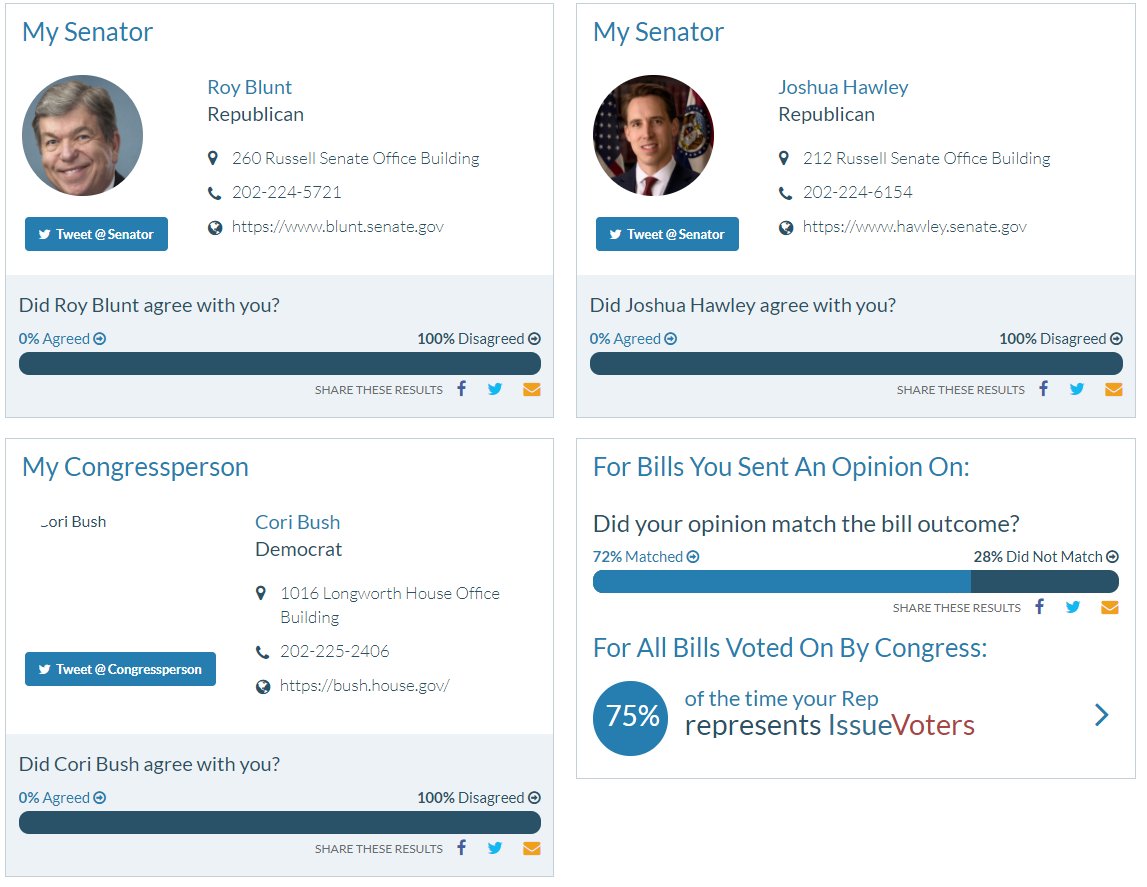 My Senator
Roy Blunt
Republican
260 Russell Senate Office Building
202-224-5721
https://www.blunt.senate.gov
Tweet @Senator
Did Roy Blunt agree with you?
0% Agreed
100% Disagreed
SHARE THESE RESULTS
My Senator
Joshua Hawley
Republican
212 Russell Senate Office Building
202-224-6154
https://www.hawley.senate.gov
Tweet @Senator
Did Joshua Hawley agree with you?
0% Agreed
100% Disagreed
SHARE THESE RESULTS
My Congressperson
Cori Bush
Cori Bush
Democrat
1016 Longworth House Office
Building
202-225-2406
https://bush.house.gov/
Tweet @Congressperson
Did Cori Bush agree with you?
0% Agreed
100% Disagreed
SHARE THESE RESULTS
For Bills You Sent An Opinion On:
Did your opinion match the bill outcome?
72% Matched
28% Did Not Match
SHARE THESE RESULTS
For All Bills Voted On By Congress:
75%
of the time your Rep
represents IssueVoters